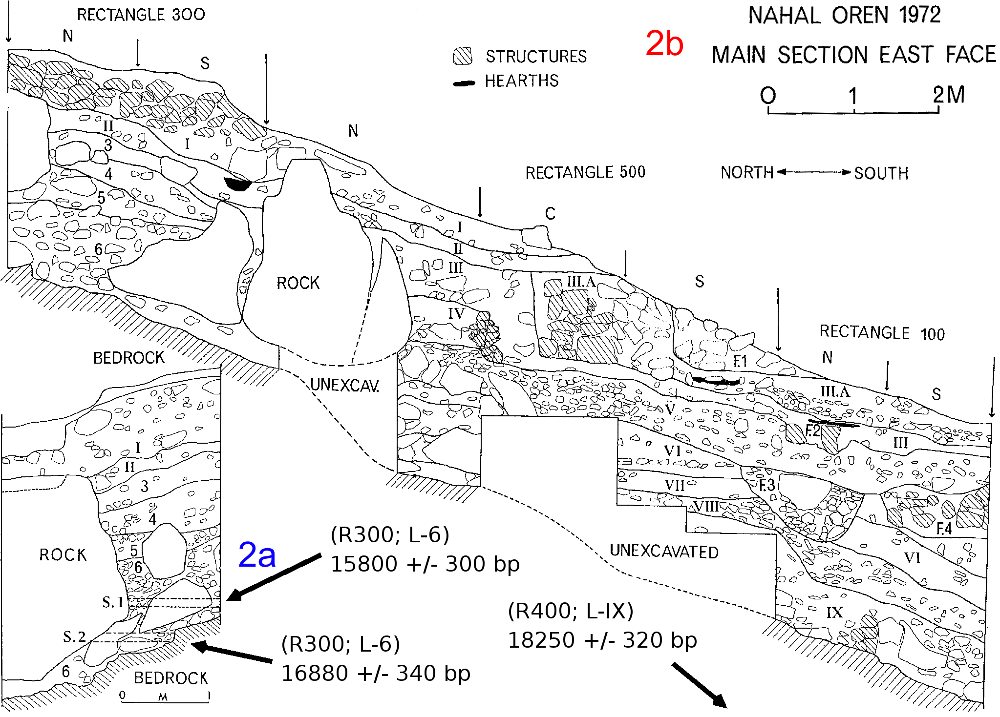 RECTANGLE 300
NAHAL OREN 1972
MAIN SECTION EAST FACE
2b
STRUCTURES
HEARTHS
0 1 2M
N
S
N
NORTH SOUTH
RECTANGLE 500
C
S
RECTANGLE 100
N
S
II
3
I
4
5
6
ROCK
I
II
III
III.A
IV
BEDROCK
UNEXCAV.
F.1
III.A
V
F.2
III
VI
VII
F.3
VIII
F.4
VI
IX
UNEXCAVATED
I
II
3
4
5
6
ROCK
S.1
S.2
6
BEDROCK
0 M 1
2a
(R300; L-6)
15800 +/- 300 bp
(R300; L-6)
16880 +/- 340 bp
(R400; L-IX)
18250 +/- 320 bp